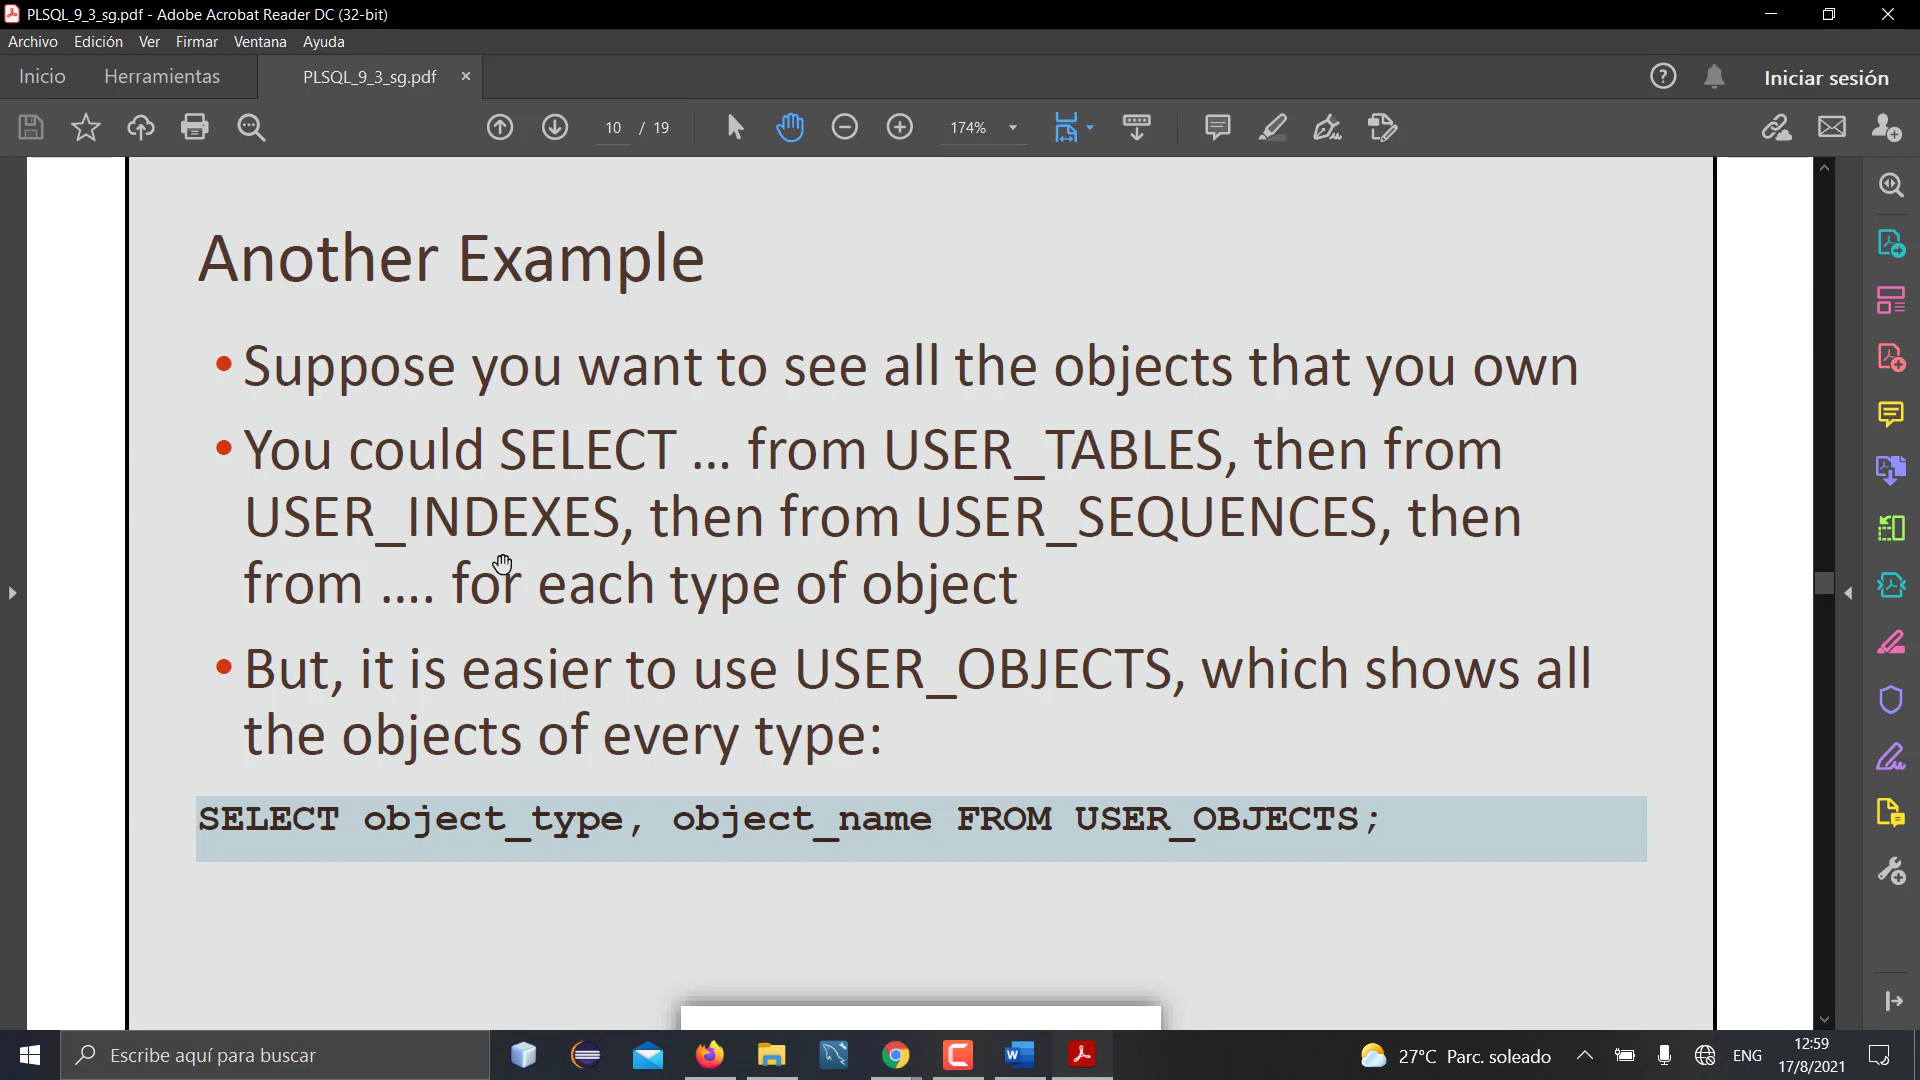 PLSQL_9_3_sg.pdf - Adobe Acrobat Reader DC (32-bit)
Archivo Edición Ver Firmar Ventana Ayuda
Inicio Herramientas PLSQL_9_3_sg.pdf × Iniciar sesión
10 / 19 174%
Another Example
•Suppose you want to see all the objects that you own
•You could SELECT … from USER_TABLES, then from
USER_INDEXES, then from USER_SEQUENCES, then
from …. for each type of object
•But, it is easier to use USER_OBJECTS, which shows all
the objects of every type:
SELECT object_type, object_name FROM USER_OBJECTS;
Escribe aquí para buscar
27°C Parc. soleado
ENG
12:59
17/8/2021